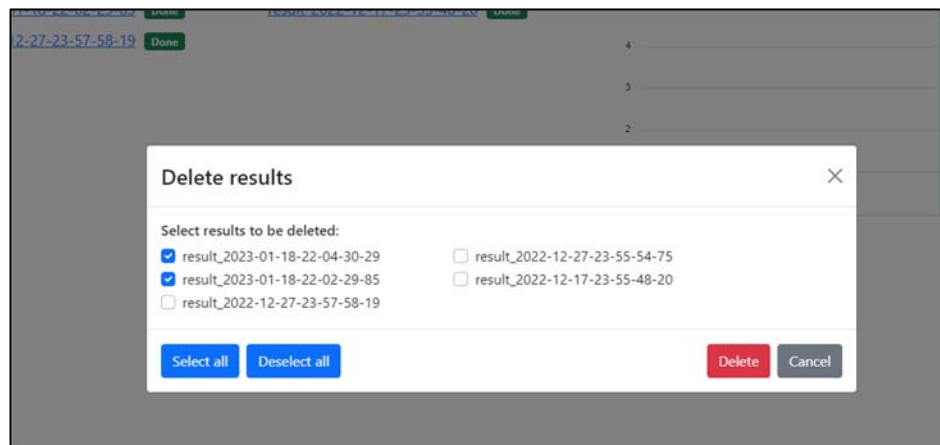 Done Done
2-27-23-57-58-19 Done
4
3
2
Delete results
Select results to be deleted:
result_2023-01-18-22-04-30-29 result_2022-12-27-23-55-54-75
result_2023-01-18-22-02-29-85 result_2022-12-17-23-55-48-20
result_2022-12-27-23-57-58-19
Select all Deselect all Delete Cancel